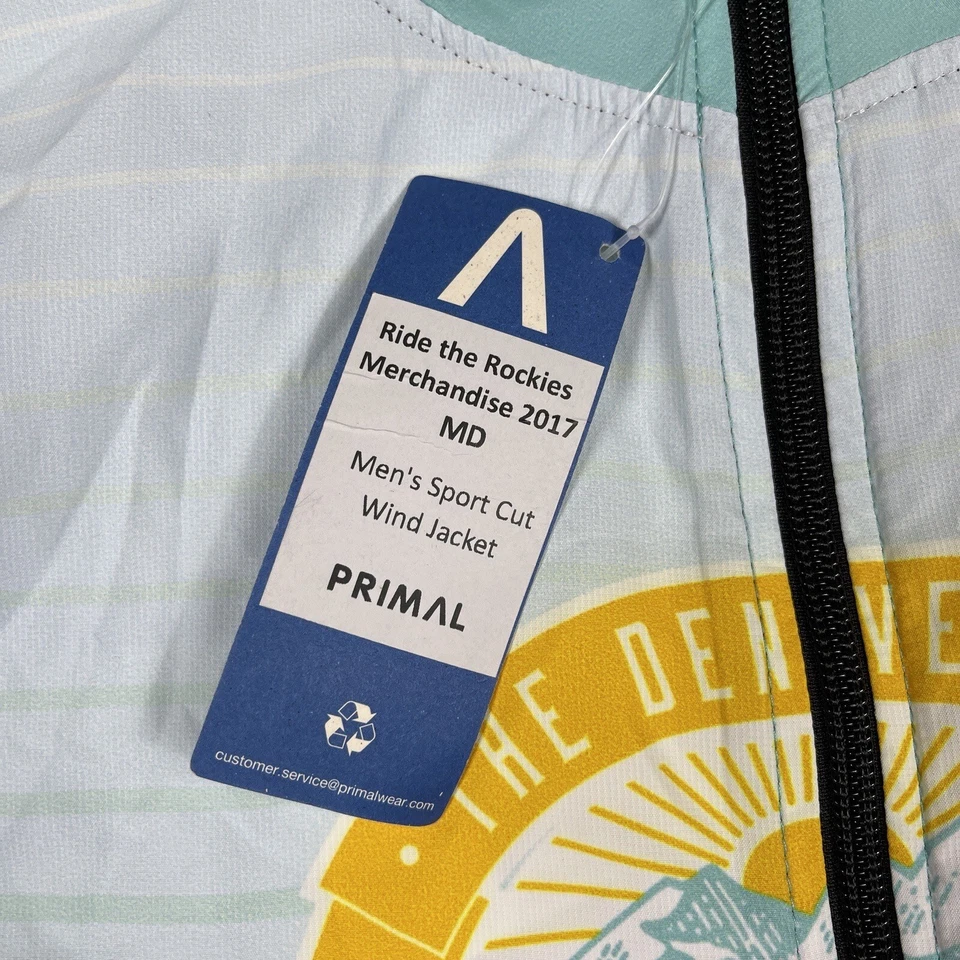 Ride the Rockies
Merchandise 2017
MD
Men's Sport Cut
Wind Jacket
PRIMAL
customer.service@primalwear.com
THE DENVE